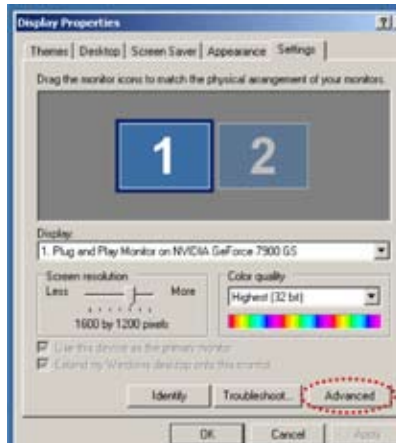 Display Properties
?
Themes Desktop Screen Saver Appearance Settings
Drag the monitor icons to match the physical arrangement of your monitors.
1 2
Display:
1. Plug and Play Monitor on NVIDIA GeForce 7900 GS
Screen resolution
Less More
1600 by 1200 pixels
Color quality
Highest (32 bit)
Use this device as the primary monitor
Extend my Windows desktop onto this monitor
Identify Troubleshoot... Advanced
OK Cancel Apply